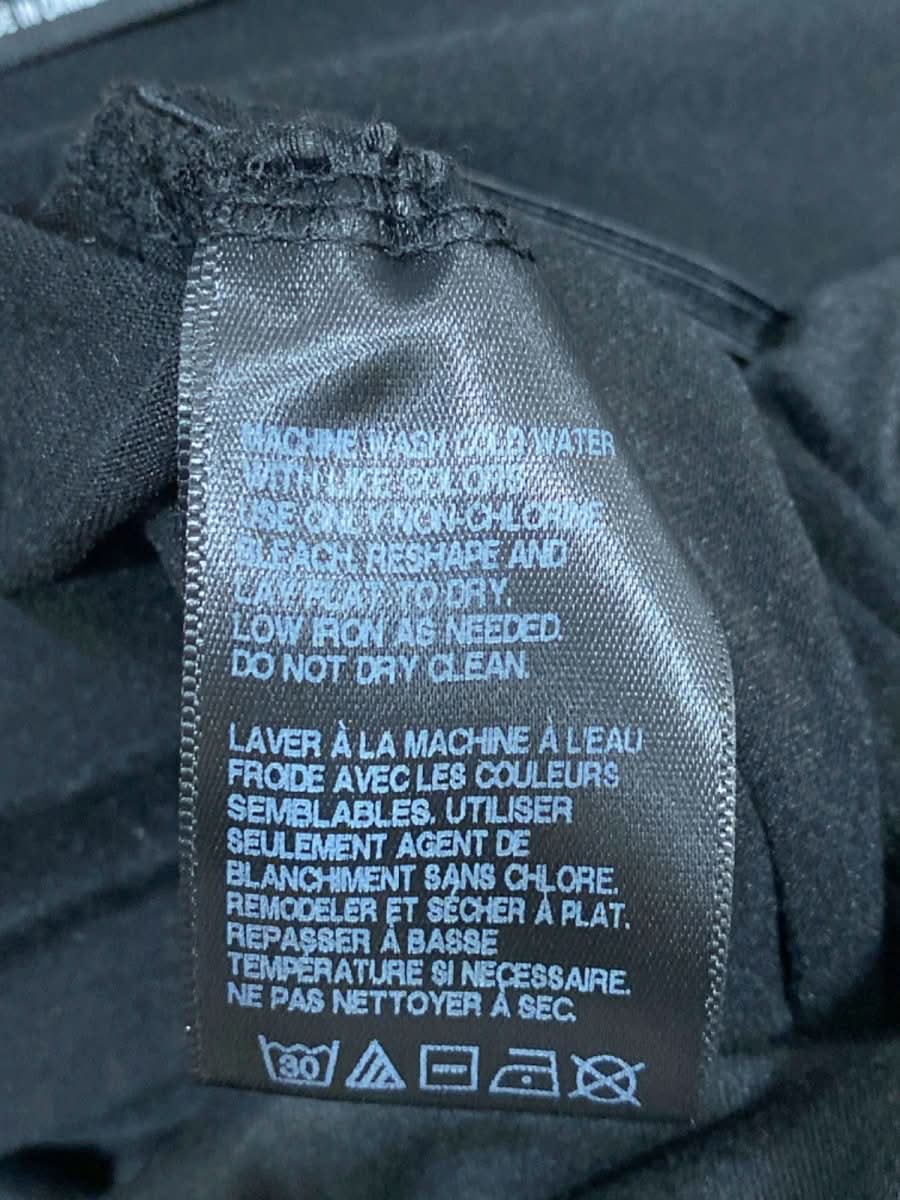 MACHINE WASH COLD WATER
WITH LIKE COLORS.
USE ONLY NON-CHLORINE
BLEACH. RESHAPE AND
LAY FLAT TO DRY.
LOW IRON AS NEEDED.
DO NOT DRY CLEAN.
LAVER À LA MACHINE À L'EAU
FROIDE AVEC LES COULEURS
SEMBLABLES. UTILISER
SEULEMENT AGENT DE
BLANCHIMENT SANS CHLORE.
REMODELER ET SÉCHER À PLAT.
REPASSER À BASSE
TEMPÉRATURE SI NÉCESSAIRE.
NE PAS NETTOYER À SEC.
30